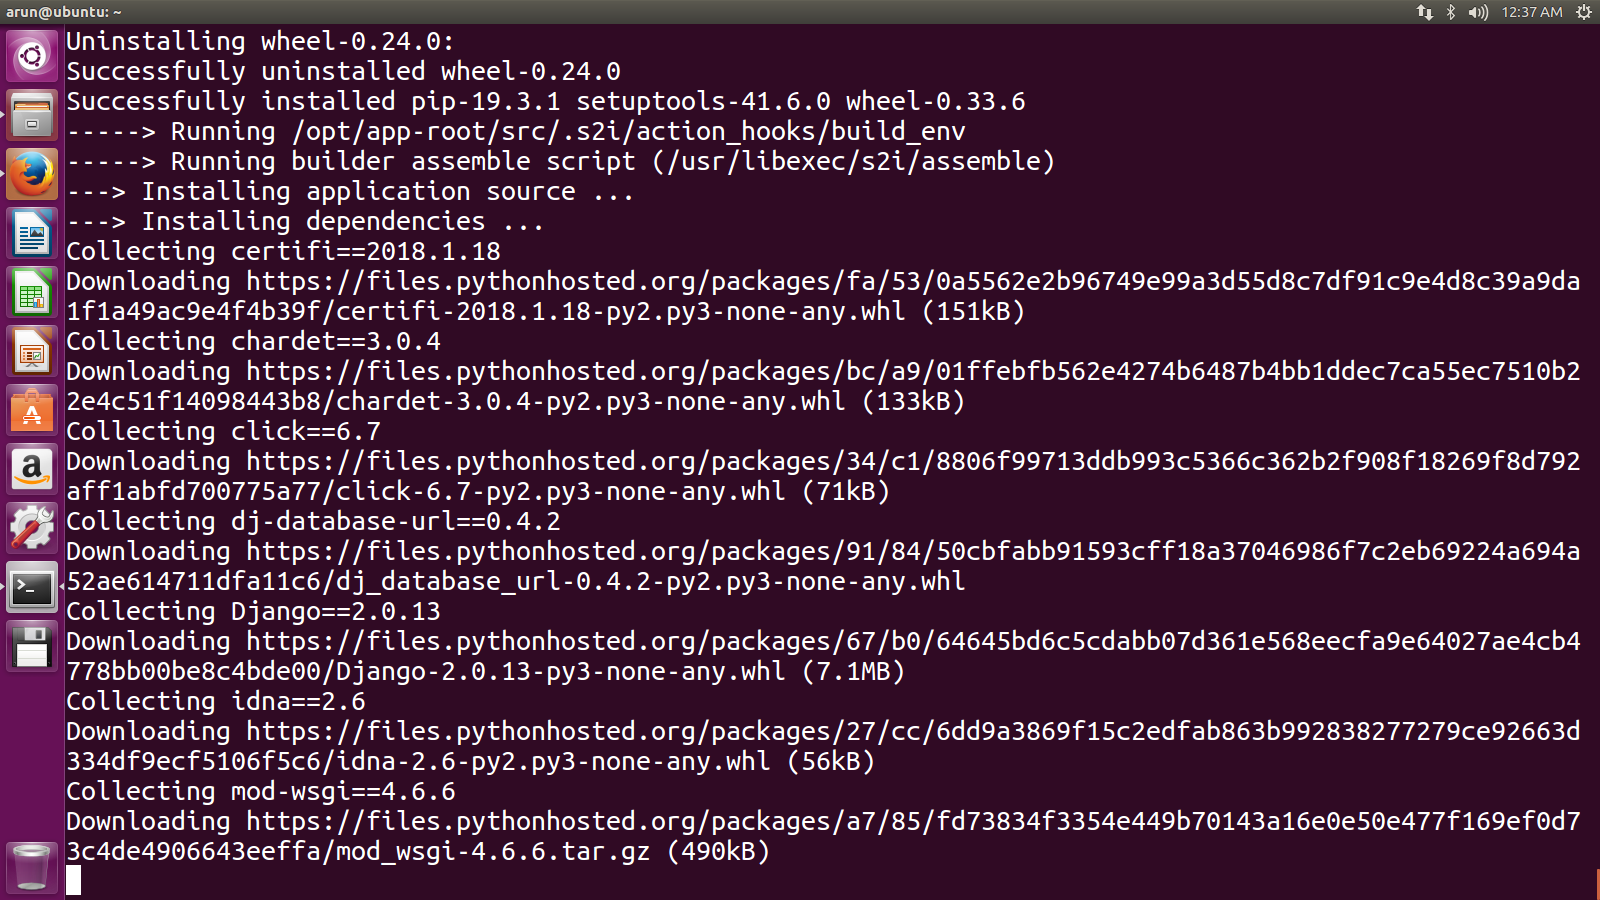 arun@ubuntu: ~
12:37 AM
Uninstalling wheel-0.24.0:
Successfully uninstalled wheel-0.24.0
Successfully installed pip-19.3.1 setuptools-41.6.0 wheel-0.33.6
-----> Running /opt/app-root/src/.s2i/action_hooks/build_env
-----> Running builder assemble script (/usr/libexec/s2i/assemble)
---> Installing application source ...
---> Installing dependencies ...
Collecting certifi==2018.1.18
Downloading https://files.pythonhosted.org/packages/fa/53/0a5562e2b96749e99a3d55d8c7df91c9e4d8c39a9da
1f1a49ac9e4f4b39f/certifi-2018.1.18-py2.py3-none-any.whl (151kB)
Collecting chardet==3.0.4
Downloading https://files.pythonhosted.org/packages/bc/a9/01ffebfb562e4274b6487b4bb1ddec7ca55ec7510b2
2e4c51f14098443b8/chardet-3.0.4-py2.py3-none-any.whl (133kB)
Collecting click==6.7
Downloading https://files.pythonhosted.org/packages/34/c1/8806f99713ddb993c5366c362b2f908f18269f8d792
aff1abfd700775a77/click-6.7-py2.py3-none-any.whl (71kB)
Collecting dj-database-url==0.4.2
Downloading https://files.pythonhosted.org/packages/91/84/50cbfabb91593cff18a37046986f7c2eb69224a694a
52ae614711dfa11c6/dj_database_url-0.4.2-py2.py3-none-any.whl
Collecting Django==2.0.13
Downloading https://files.pythonhosted.org/packages/67/b0/64645bd6c5cdabb07d361e568eecfa9e64027ae4cb4
778bb00be8c4bde00/Django-2.0.13-py3-none-any.whl (7.1MB)
Collecting idna==2.6
Downloading https://files.pythonhosted.org/packages/27/cc/6dd9a3869f15c2edfab863b992838277279ce92663d
334df9ecf5106f5c6/idna-2.6-py2.py3-none-any.whl (56kB)
Collecting mod-wsgi==4.6.6
Downloading https://files.pythonhosted.org/packages/a7/85/fd73834f3354e449b70143a16e0e50e477f169ef0d7
3c4de4906643eeffa/mod_wsgi-4.6.6.tar.gz (490kB)